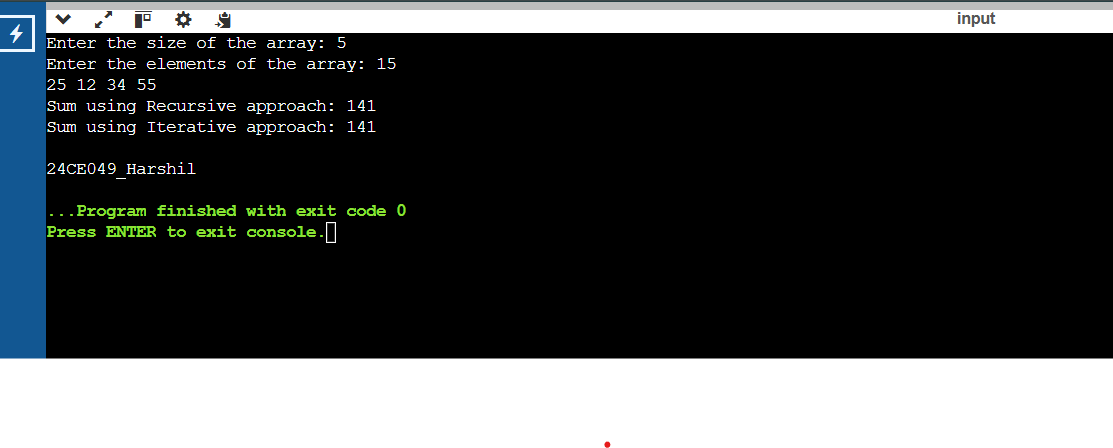 input
Enter the size of the array: 5
Enter the elements of the array: 15
25 12 34 55
Sum using Recursive approach: 141
Sum using Iterative approach: 141
24CE049_Harshil
...Program finished with exit code 0
Press ENTER to exit console.